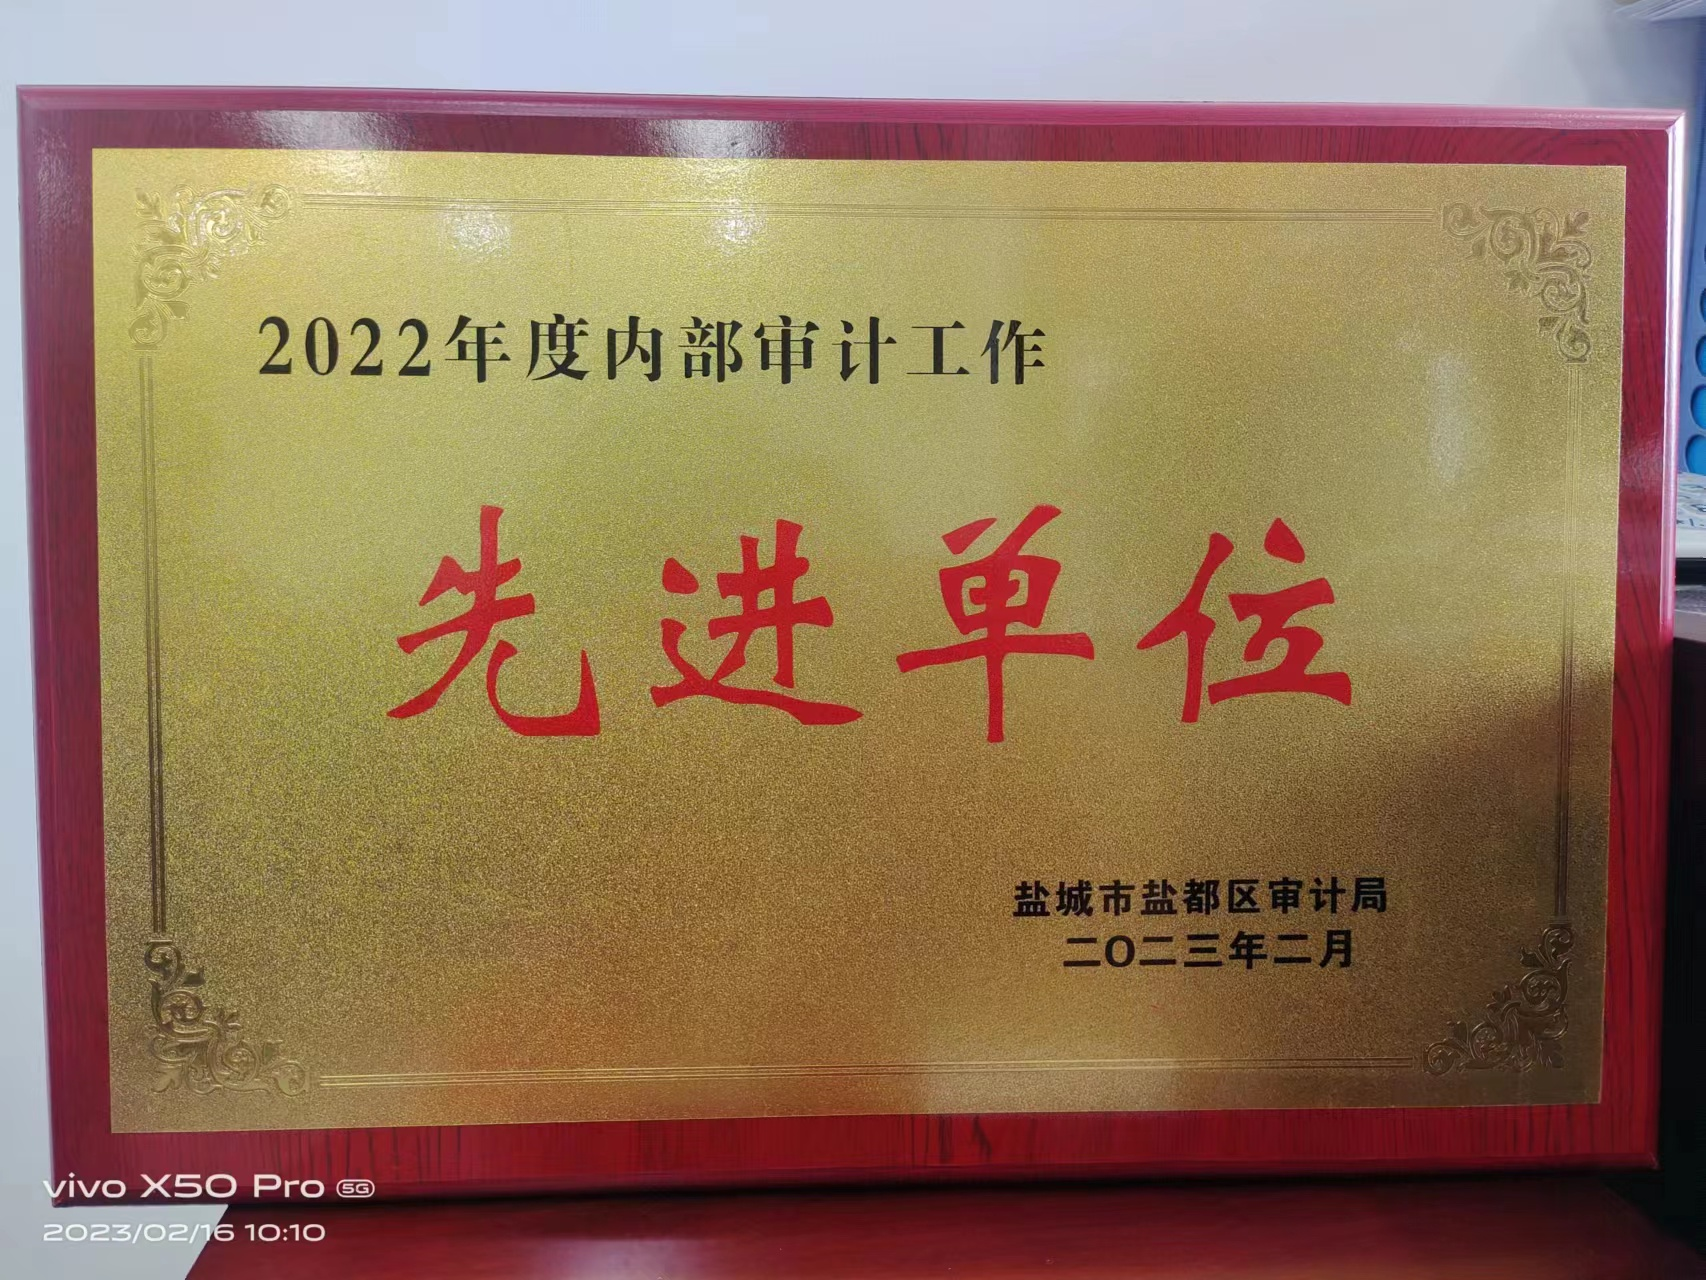 2022年度内部审计工作
先进单位
盐城市盐都区审计局
二〇二三年二月
vivo X50 Pro 5G
2023/02/16 10:10